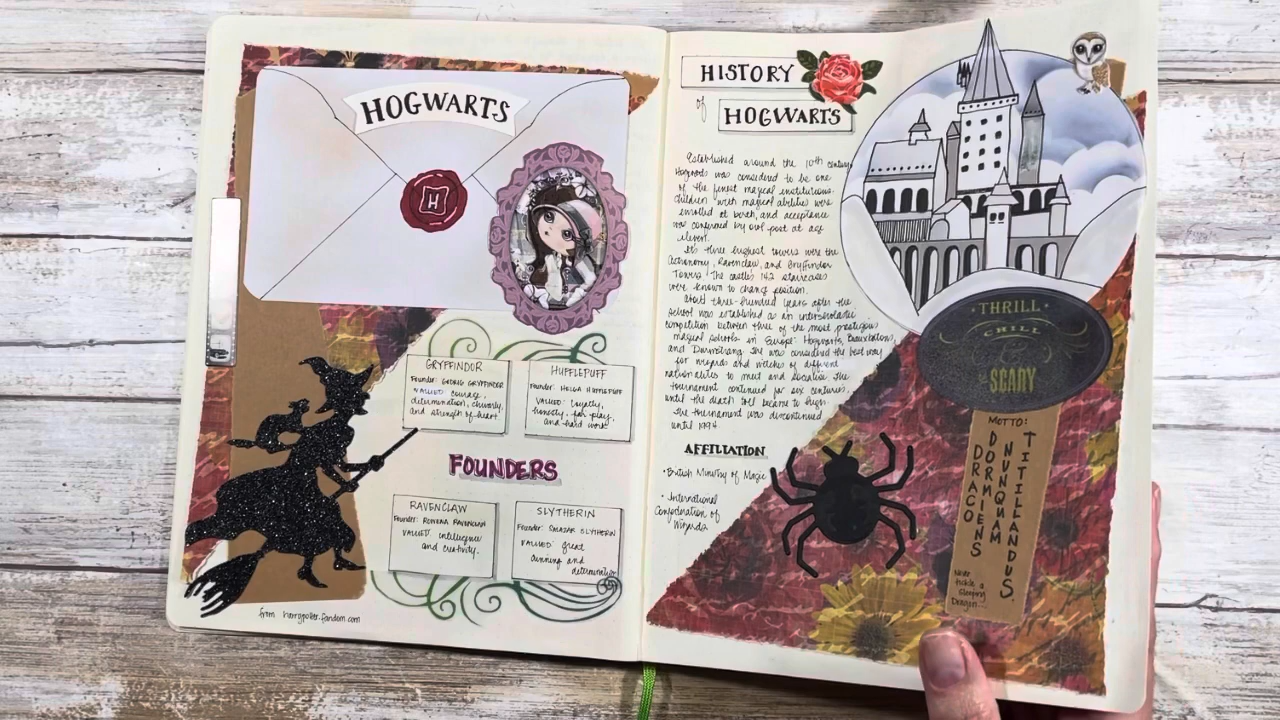 HOGWARTS
H
GRYFFINDOR
Founder: GODRIC GRYFFINDOR
VALUED: courage,
determination, chivalry,
and strength of heart
HUFFLEPUFF
Founder: HELGA HUFFLEPUFF
VALUED: Loyalty,
honesty, fair play,
and hard work
FOUNDERS
RAVENCLAW
Founder: ROWENA RAVENCLAW
VALUED: intelligence
and creativity.
SLYTHERIN
Founder: SALAZAR SLYTHERIN
VALUED: great
cunning and
determination
from harrypotter.fandom.com
HISTORY
of
HOGWARTS
Established around the 10th century
Hogwarts was considered to be one
of the finest magical institutions.
Children with magical abilities were
enrolled at birth, and acceptance
was confirmed by owl post at age
eleven.
It's three highest towers were the
Astronomy, Ravenclaw, and Gryffindor
Towers. The castle's 142 staircases
were known to change position.
About three-hundred years after the
school was established as an interscholastic
competition between three of the most prestigious
magical schools in Europe: Hogwarts, Beauxbatons,
and Durmstrang. She was considered the best way
for wizards and witches of different
nationalities to meet and socialise. The
tournament continued for six centuries,
until the death toll became to high.
The tournament was discontinued
until 1994
AFFILIATION
• British Ministry of Magic
• International
Confederation of
Wizards
THRILL
CHILL
SCARY
MOTTO:
DRACO
DORMIENS
NUNQUAM
TITILLANDUS
Never
tickle a
sleeping
Dragon...